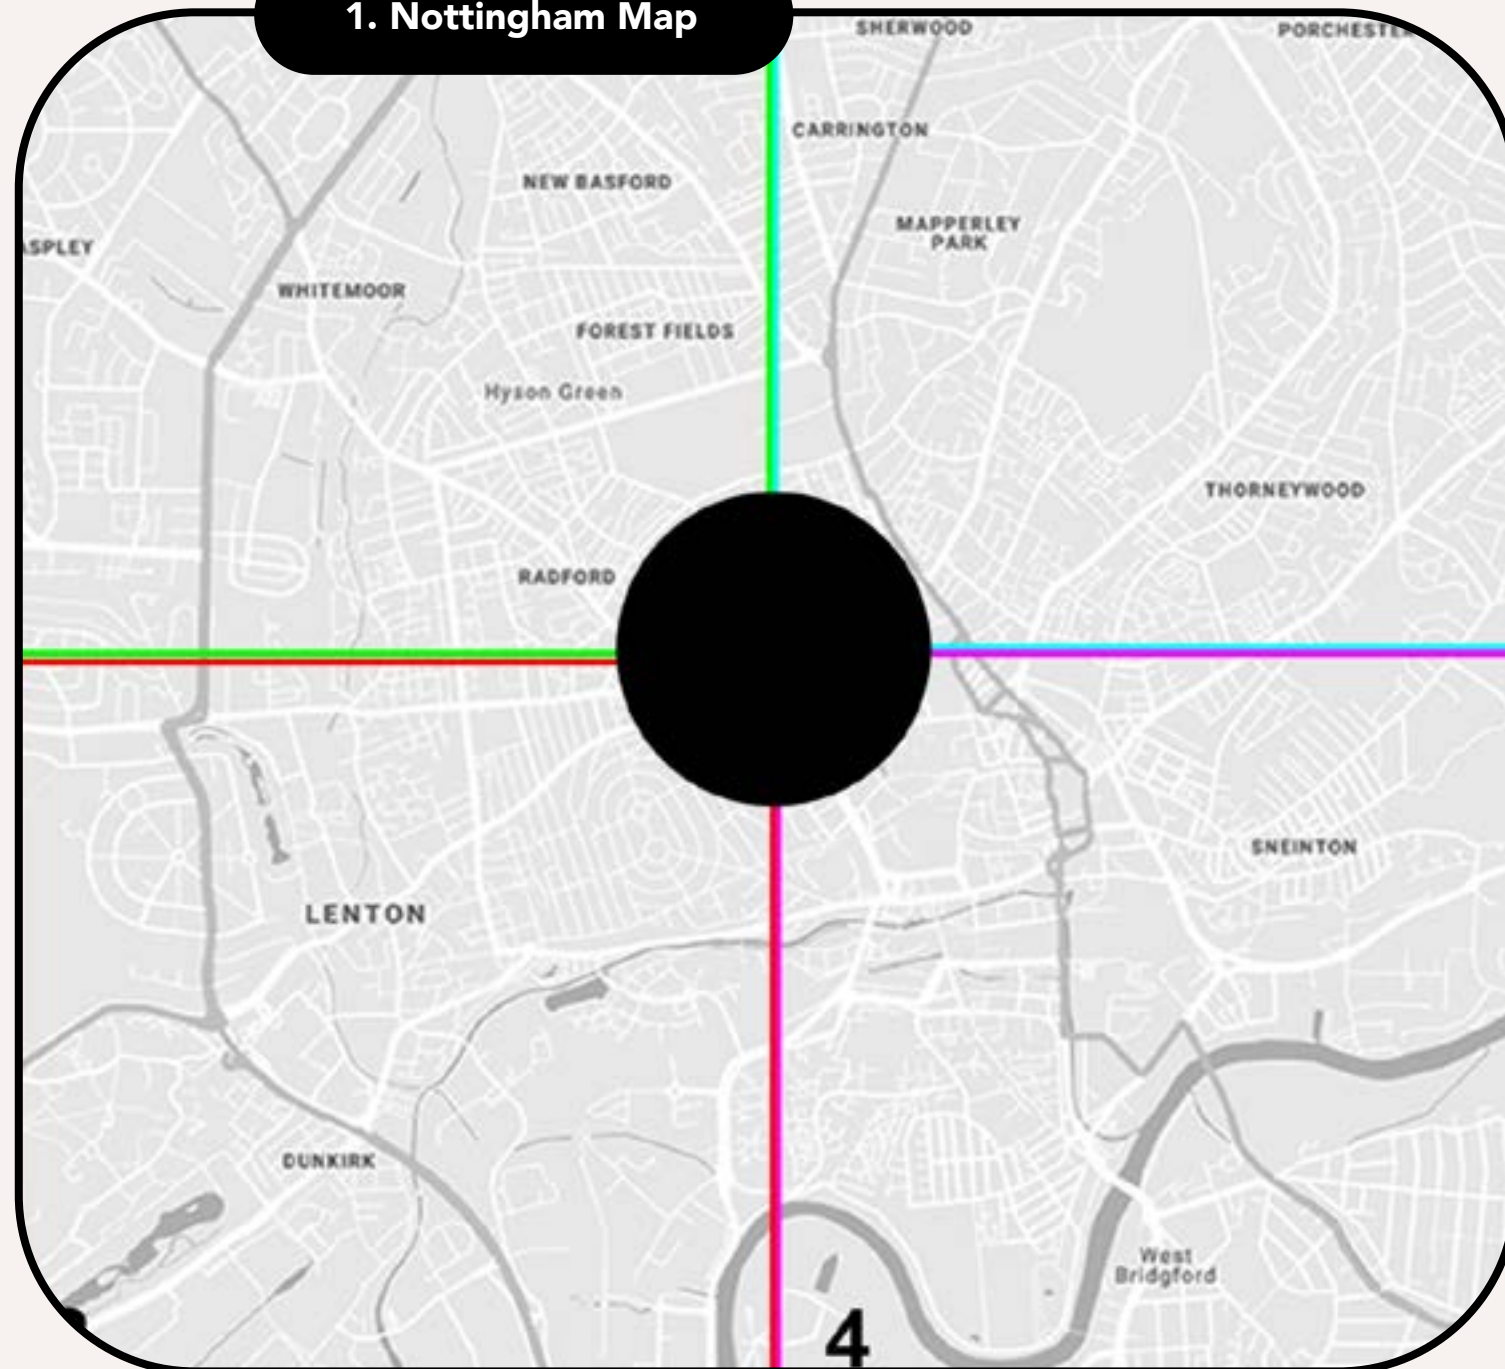 1. Nottingham Map
SHERWOOD
PORCHESTER
CARRINGTON
NEW BASFORD
MAPPERLEY
PARK
ASPLEY
WHITEMOOR
FOREST FIELDS
Hyson Green
THORNEYWOOD
RADFORD
SNEINTON
LENTON
DUNKIRK
West
Bridgford
4